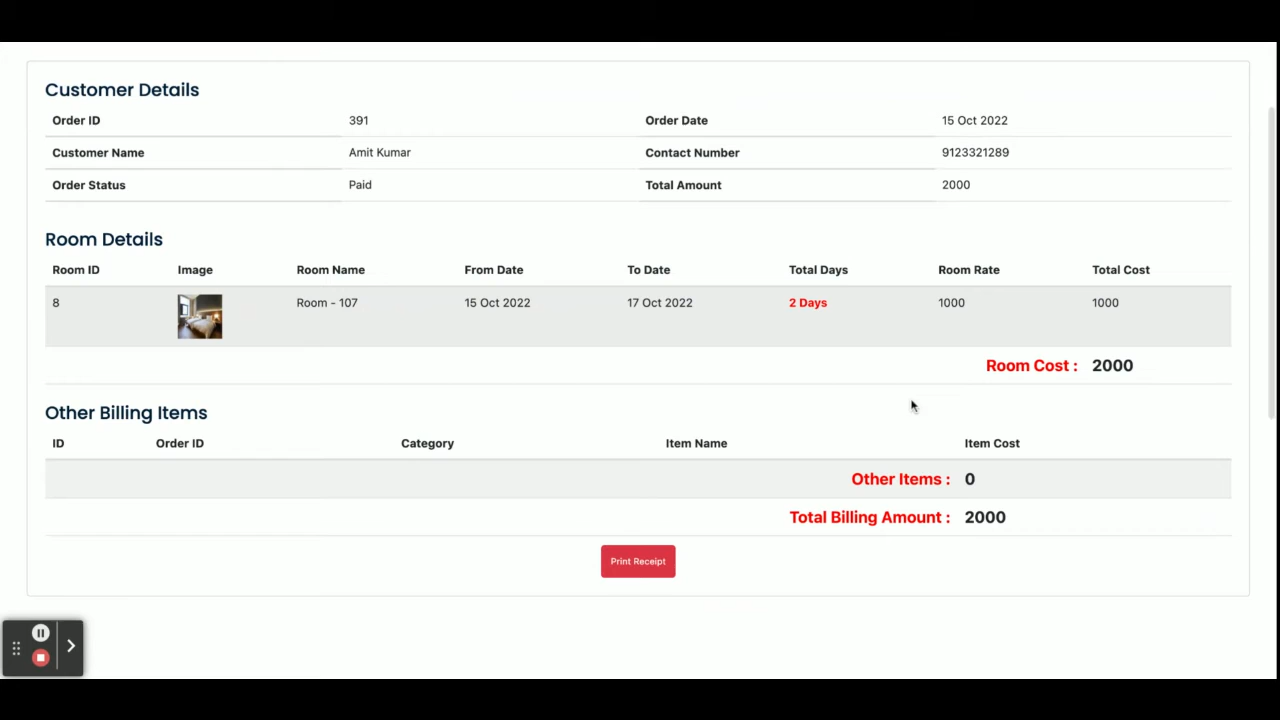 Customer Details
Order ID 391 Order Date 15 Oct 2022
Customer Name Amit Kumar Contact Number 9123321289
Order Status Paid Total Amount 2000
Room Details
Room ID Image Room Name From Date To Date Total Days Room Rate Total Cost
8 Room - 107 15 Oct 2022 17 Oct 2022 2 Days 1000 1000
Room Cost : 2000
Other Billing Items
ID Order ID Category Item Name Item Cost
Other Items : 0
Total Billing Amount : 2000
Print Receipt